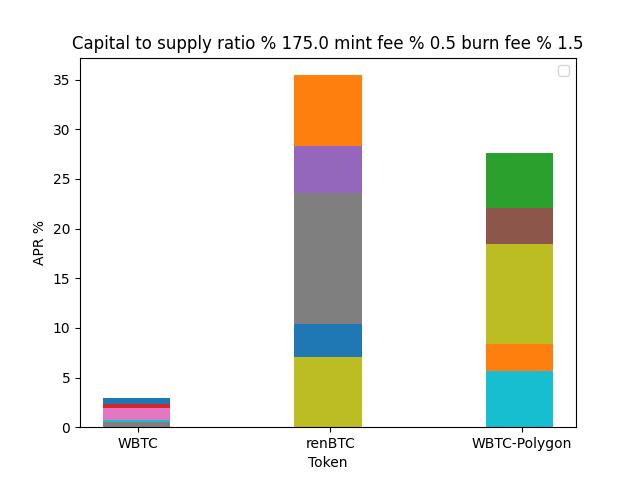 Capital to supply ratio % 175.0 mint fee % 0.5 burn fee % 1.5
35
30
25
20
15
10
5
0
APR %
WBTC renBTC WBTC-Polygon
Token